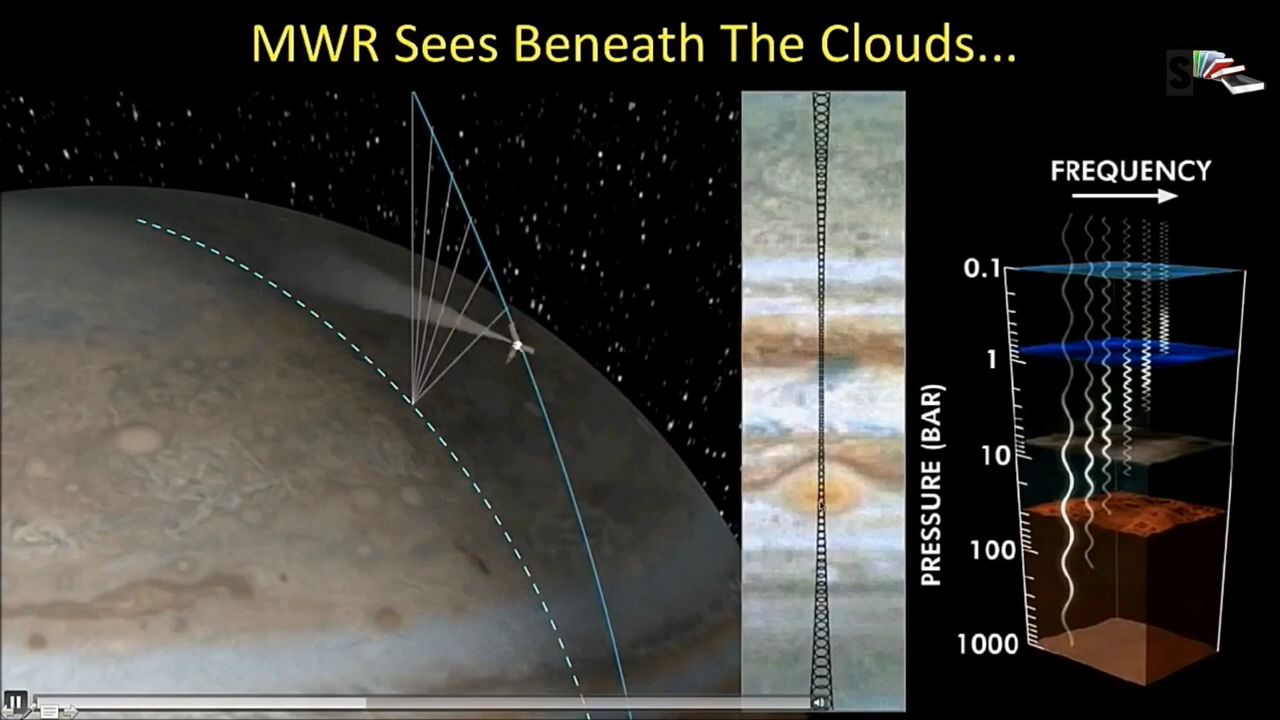 MWR Sees Beneath The Clouds...
S
FREQUENCY
PRESSURE (BAR)
0.1
1
10
100
1000